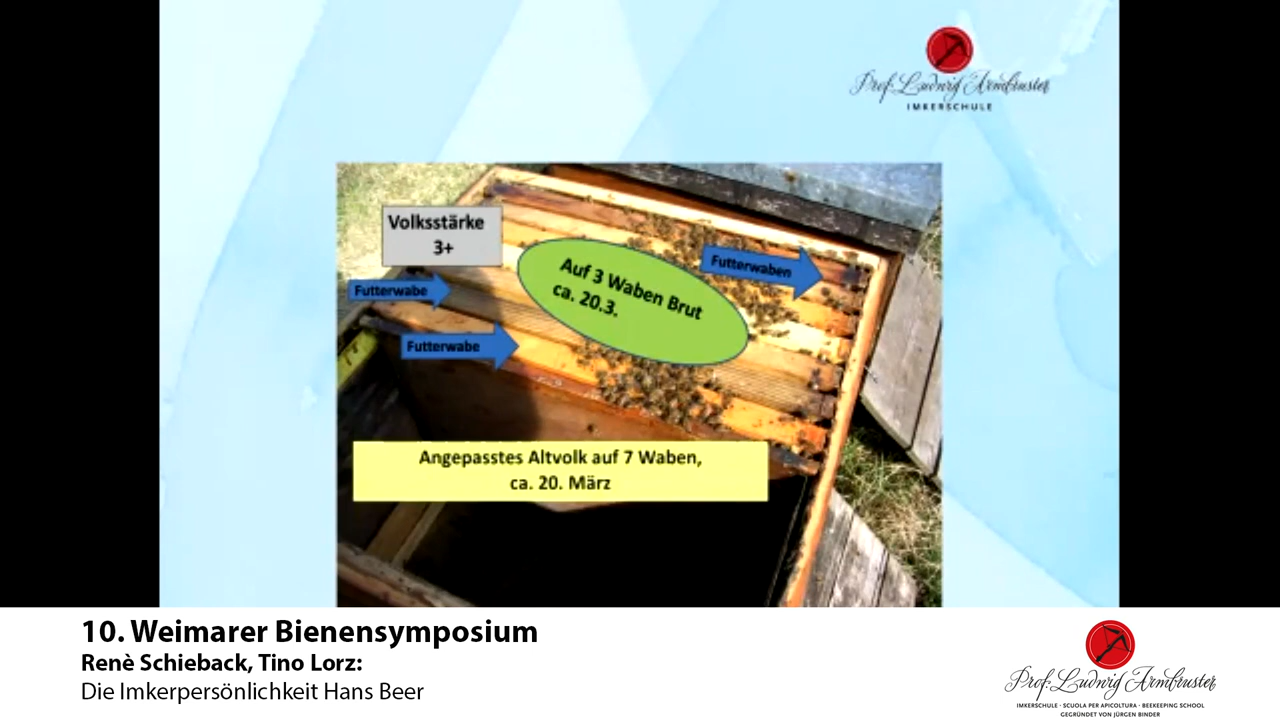 Prof. Ludwig Armbruster
IMKERSCHULE
Volksstärke
3+
Futterwabe
Futterwabe
Auf 3 Waben Brut
ca. 20.3.
Futterwaben
Angepasstes Altvolk auf 7 Waben,
ca. 20. März
10. Weimarer Bienensymposium
Renè Schieback, Tino Lorz:
Die Imkerpersönlichkeit Hans Beer
Prof. Ludwig Armbruster
IMKERSCHULE · SCUOLA PER APICOLTURA · BEEKEEPING SCHOOL
GEGRÜNDET VON JÜRGEN BINDER